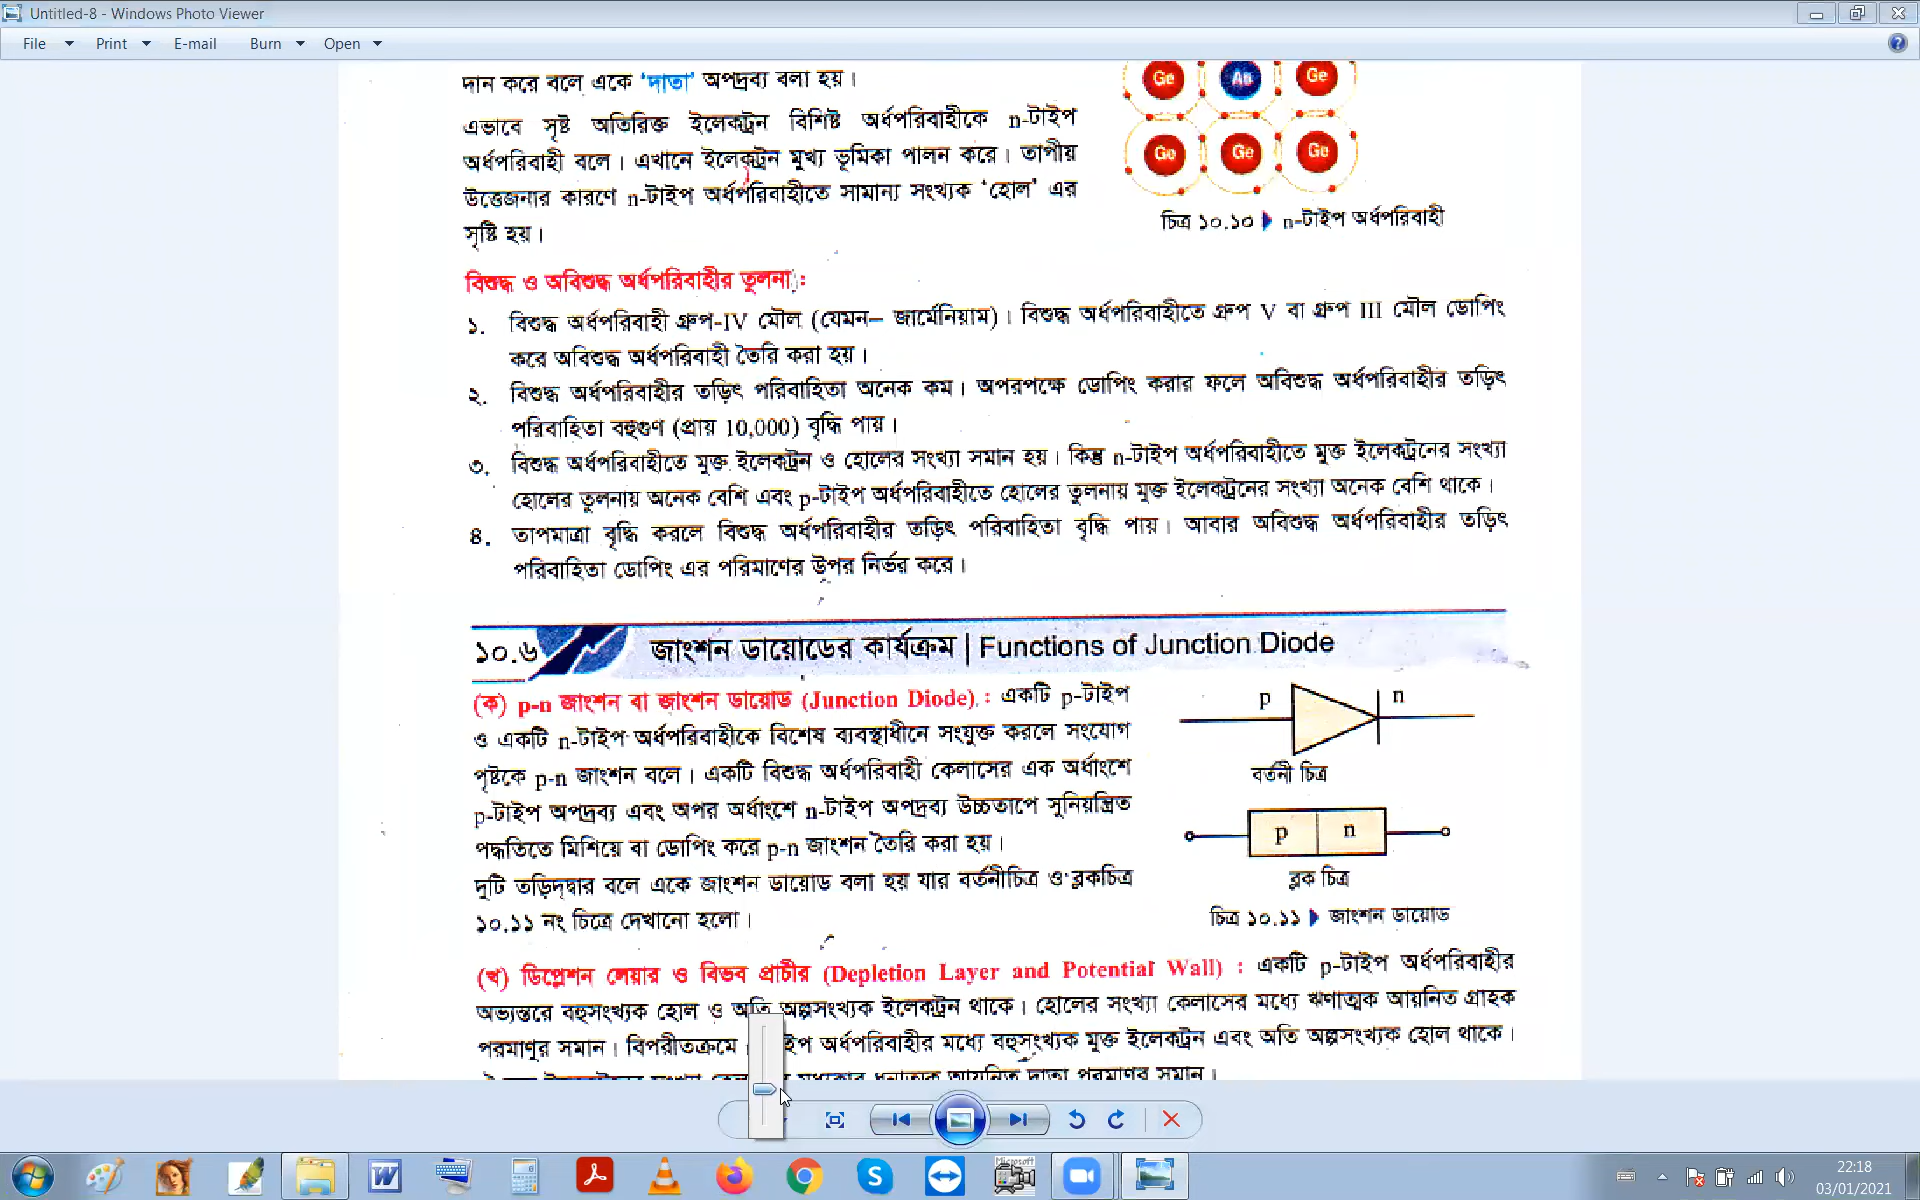 Untitled-8 - Windows Photo Viewer
File Print E-mail Burn Open
দান করে বলে একে ‘দাতা’ অপদ্রব্য বলা হয়।
এভাবে সৃষ্ট অতিরিক্ত ইলেকট্রন বিশিষ্ট অর্ধপরিবাহীকে n-টাইপ
অর্ধপরিবাহী বলে। এখানে ইলেকট্রন মুখ্য ভূমিকা পালন করে। তাপীয়
উত্তেজনার কারণে n-টাইপ অর্ধপরিবাহীতে সামান্য সংখ্যক ‘হোল’ এর
সৃষ্টি হয়।
Ge Ge
Ge Ge Ge
চিত্র ১০.১০ n-টাইপ অর্ধপরিবাহী
বিশুদ্ধ ও অবিশুদ্ধ অর্ধপরিবাহীর তুলনা :
১. বিশুদ্ধ অর্ধপরিবাহী গ্রুপ-IV মৌল (যেমন– জার্মেনিয়াম)। বিশুদ্ধ অর্ধপরিবাহীতে গ্রুপ V বা গ্রুপ III মৌল ডোপিং
করে অবিশুদ্ধ অর্ধপরিবাহী তৈরি করা হয়।
২. বিশুদ্ধ অর্ধপরিবাহীর তড়িৎ পরিবাহিতা অনেক কম। অপরপক্ষে ডোপিং করার ফলে অবিশুদ্ধ অর্ধপরিবাহীর তড়িৎ
পরিবাহিতা বহুগুণ (প্রায় 10,000) বৃদ্ধি পায়।
৩. বিশুদ্ধ অর্ধপরিবাহীতে মুক্ত ইলেকট্রন ও হোলের সংখ্যা সমান হয়। কিন্তু n-টাইপ অর্ধপরিবাহীতে মুক্ত ইলেকট্রনের সংখ্যা
হোলের তুলনায় অনেক বেশি এবং p-টাইপ অর্ধপরিবাহীতে হোলের তুলনায় মুক্ত ইলেকট্রনের সংখ্যা অনেক বেশি থাকে।
৪. তাপমাত্রা বৃদ্ধি করলে বিশুদ্ধ অর্ধপরিবাহীর তড়িৎ পরিবাহিতা বৃদ্ধি পায়। আবার অবিশুদ্ধ অর্ধপরিবাহীর তড়িৎ
পরিবাহিতা ডোপিং এর পরিমাণের উপর নির্ভর করে।
১০.৬ জাংশন ডায়োডের কার্যক্রম | Functions of Junction Diode
(ক) p-n জাংশন বা জাংশন ডায়োড (Junction Diode) : একটি p-টাইপ
ও একটি n-টাইপ অর্ধপরিবাহীকে বিশেষ ব্যবস্থাধীনে সংযুক্ত করলে সংযোগ
পৃষ্টকে p-n জাংশন বলে। একটি বিশুদ্ধ অর্ধপরিবাহী কেলাসের এক অর্ধাংশে
p-টাইপ অপদ্রব্য এবং অপর অর্ধাংশে n-টাইপ অপদ্রব্য উচ্চতাপে সুনিয়ন্ত্রিত
পদ্ধতিতে মিশিয়ে বা ডোপিং করে p-n জাংশন তৈরি করা হয়।
দুটি তড়িদ্দ্বার বলে একে জাংশন ডায়োড বলা হয় যার বর্তনীচিত্র ও ব্লকচিত্র
১০.১১ নং চিত্রে দেখানো হলো।
p n
বর্তনী চিত্র
p n
ব্লক চিত্র
চিত্র ১০.১১ জাংশন ডায়োড
(খ) ডিপ্লেশন লেয়ার ও বিভব প্রাচীর (Depletion Layer and Potential Wall) : একটি p-টাইপ অর্ধপরিবাহীর
অভ্যন্তরে বহুসংখ্যক হোল ও অতি অল্পসংখ্যক ইলেকট্রন থাকে। হোলের সংখ্যা কেলাসের মধ্যে ঋণাত্মক আয়নিত গ্রাহক
পরমাণুর সমান। বিপরীতক্রমে টাইপ অর্ধপরিবাহীর মধ্যে বহুসংখ্যক মুক্ত ইলেকট্রন এবং অতি অল্পসংখ্যক হোল থাকে।
ধনাত্মক আয়নিত দাতা পরমাণুর সমান।
22:18
03/01/2021